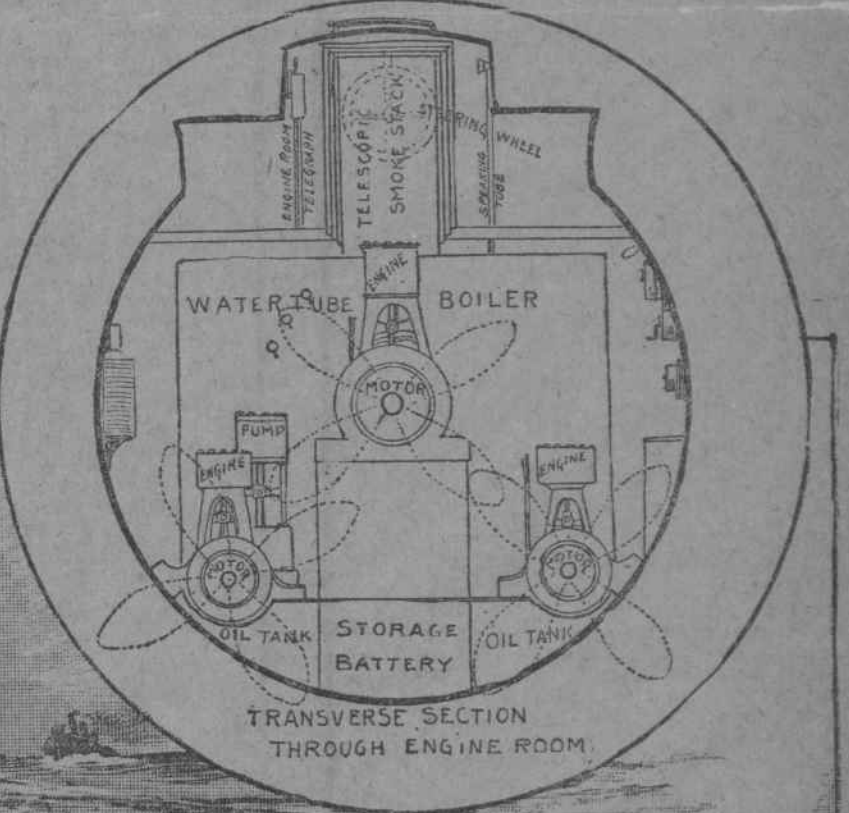 ENGINE ROOM
TELEGRAPH
TELESCOPIC
SMOKE STACK
STEERING WHEEL
SPEAKING
TUBE
ENGINE
WATER TUBE BOILER
MOTOR
PUMP
ENGINE
ENGINE
MOTOR
MOTOR
OIL TANK
STORAGE
BATTERY
OIL TANK
TRANSVERSE SECTION
THROUGH ENGINE ROOM.